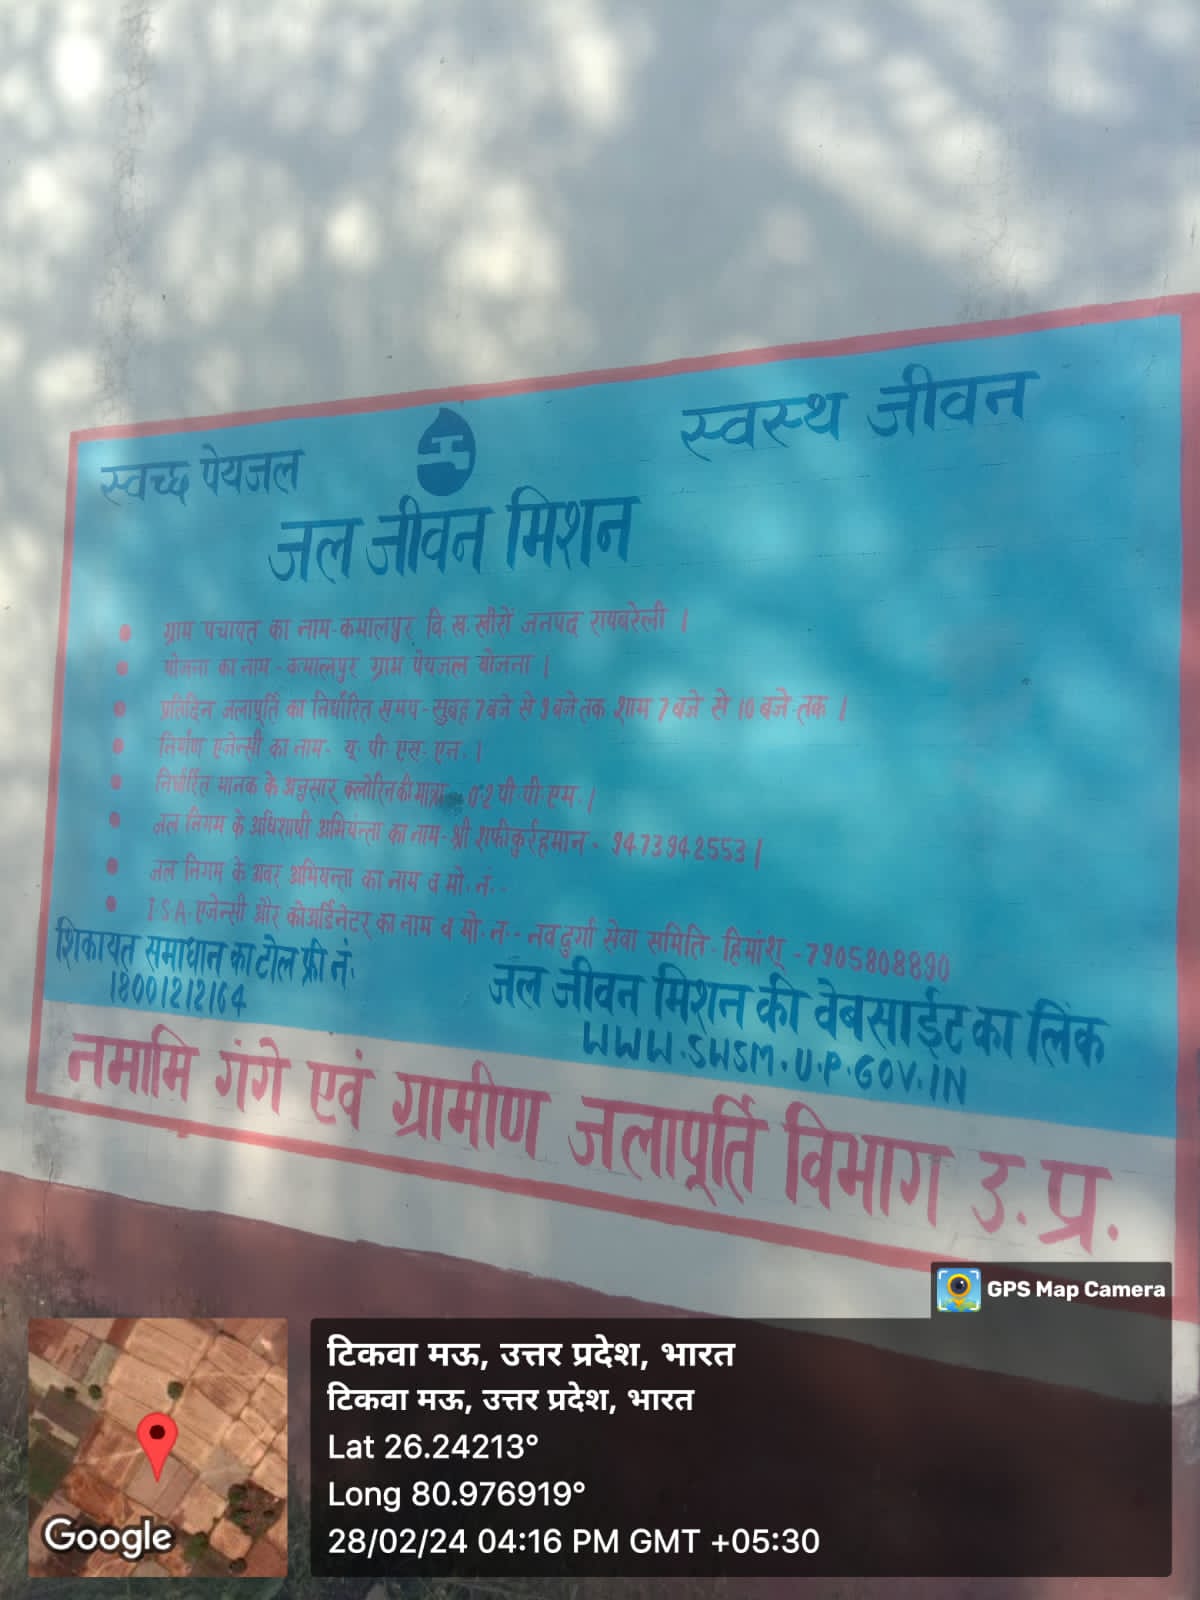 स्वच्छ पेयजल
स्वस्थ जीवन
जल जीवन मिशन
ग्राम पंचायत का नाम-कमालपुर वि.ख.खीरों जनपद रायबरेली ।
योजना का नाम - कमालपुर ग्राम पेयजल योजना ।
प्रतिदिन जलापूर्ति का निर्धारित समय-सुबह 7 बजे से 9 बजे तक शाम 7 बजे से 10 बजे-तक ।
निर्माण एजेन्सी का नाम- यू. पी. एस. एन. ।
निर्धारित मानक के अनुसार क्लोरिन की मात्रा 0.2 पी.पी.एम. ।
जल निगम के अधिशाषी अभियन्ता का नाम-श्री शफीकुर्रहमान - 9473942553 ।
जल निगम के अवर अभियन्ता का नाम व मो. नं. -
I.S.A. एजेन्सी और कोअर्डिनेटर का नाम व मो. न. - नव दुर्गा सेवा समिति - हिमांशु - 7905808890
शिकायत समाधान का टोल फ्री नं.
18001212164
जल जीवन मिशन की वेबसाईट का लिंक
WWW.SWSM.U.P.GOV.IN
नमामि गंगे एवं ग्रामीण जलापूर्ति विभाग उ.प्र.
GPS Map Camera
टिकवा मऊ, उत्तर प्रदेश, भारत
टिकवा मऊ, उत्तर प्रदेश, भारत
Lat 26.24213°
Long 80.976919°
28/02/24 04:16 PM GMT +05:30
Google